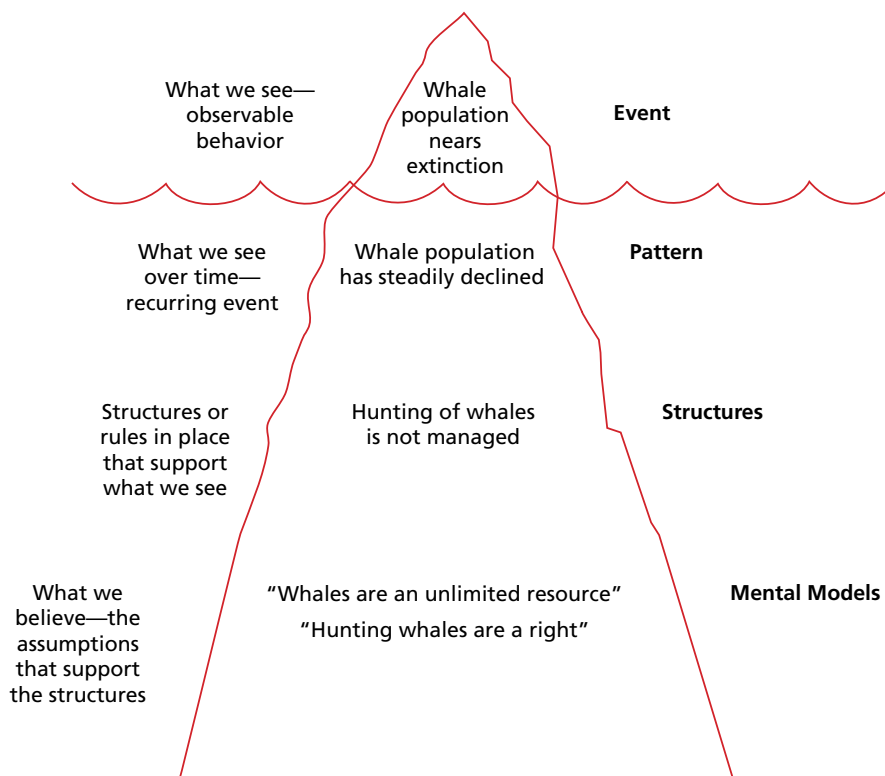 What we see—
observable
behavior
Whale
population
nears
extinction
Event
What we see
over time—
recurring event
Whale population
has steadily declined
Pattern
Structures or
rules in place
that support
what we see
Hunting of whales
is not managed
Structures
What we
believe—the
assumptions
that support
the structures
“Whales are an unlimited resource”
“Hunting whales are a right”
Mental Models